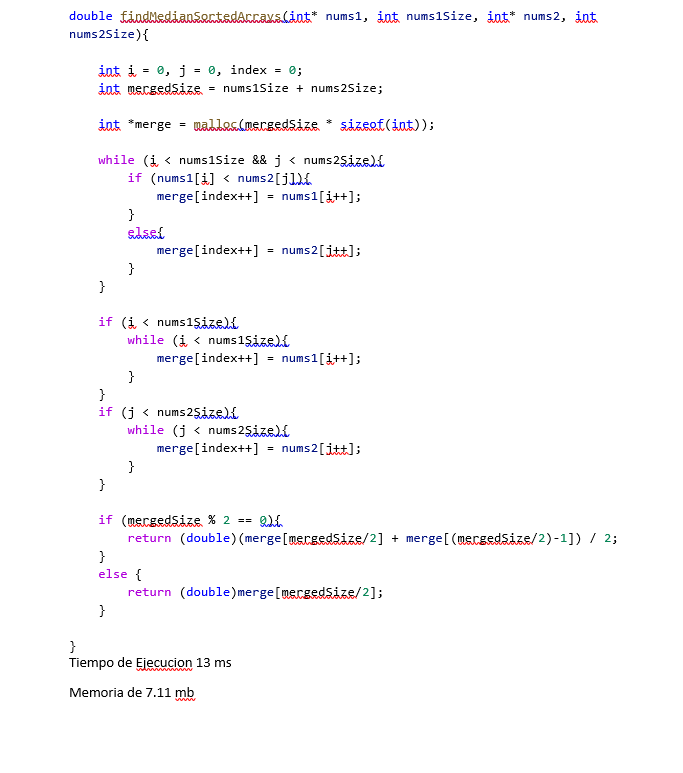 double findMedianSortedArrays(int* nums1, int nums1Size, int* nums2, int
nums2Size){

    int i = 0, j = 0, index = 0;
    int mergedSize = nums1Size + nums2Size;

    int *merge = malloc(mergedSize * sizeof(int));

    while (i < nums1Size && j < nums2Size){
        if (nums1[i] < nums2[j]){
            merge[index++] = nums1[i++];
        }
        else{
            merge[index++] = nums2[j++];
        }
    }

    if (i < nums1Size){
        while (i < nums1Size){
            merge[index++] = nums1[i++];
        }
    }
    if (j < nums2Size){
        while (j < nums2Size){
            merge[index++] = nums2[j++];
        }
    }

    if (mergedSize % 2 == 0){
        return (double)(merge[mergedSize/2] + merge[(mergedSize/2)-1]) / 2;
    }
    else {
        return (double)merge[mergedSize/2];
    }

}
Tiempo de Ejecucion 13 ms
Memoria de 7.11 mb